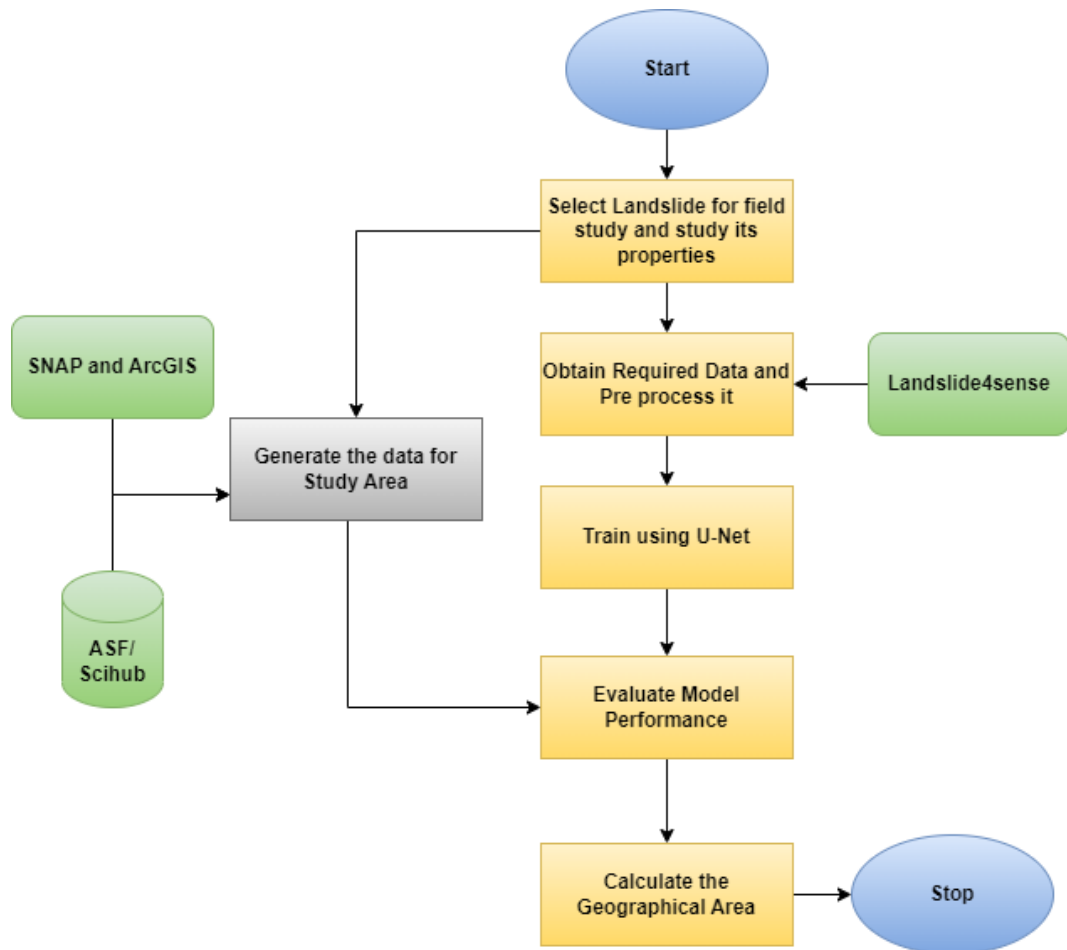 Start
Select Landslide for field
study and study its
properties
SNAP and ArcGIS
Obtain Required Data and
Pre process it
Landslide4sense
Generate the data for
Study Area
Train using U-Net
ASF/
Scihub
Evaluate Model
Performance
Calculate the
Geographical Area
Stop